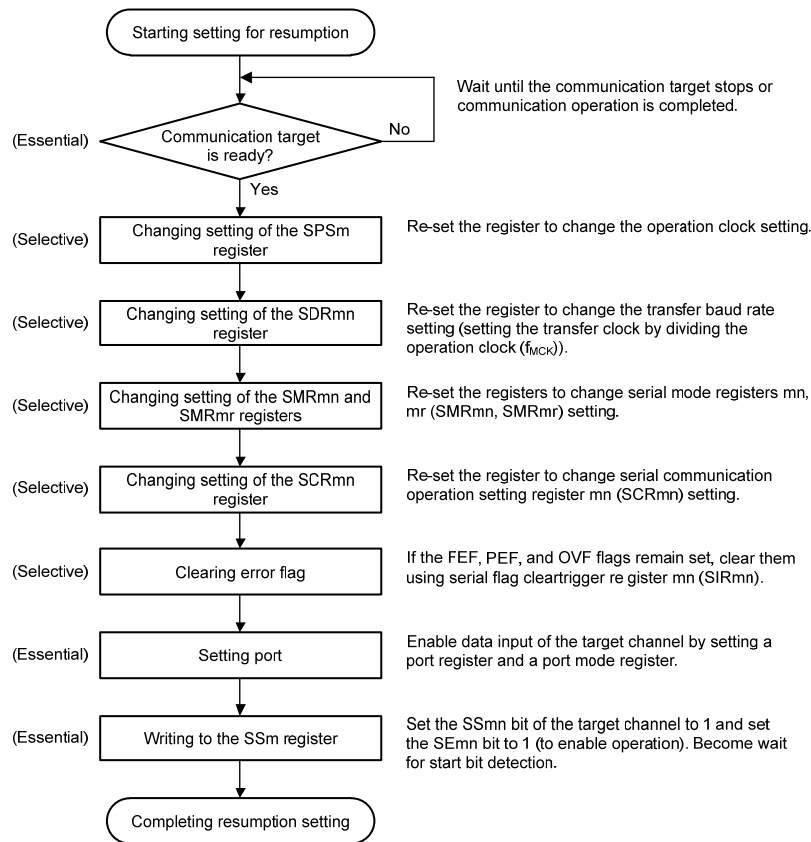 Starting setting for resumption
Wait until the communication target stops or
communication operation is completed.
(Essential)
Communication target
is ready?
No
Yes
(Selective)
Changing setting of the SPSm
register
Re-set the register to change the operation clock setting.
(Selective)
Changing setting of the SDRmn
register
Re-set the register to change the transfer baud rate
setting (setting the transfer clock by dividing the
operation clock (fMCK)).
(Selective)
Changing setting of the SMRmn and
SMRmr registers
Re-set the registers to change serial mode registers mn,
mr (SMRmn, SMRmr) setting.
(Selective)
Changing setting of the SCRmn
register
Re-set the register to change serial communication
operation setting register mn (SCRmn) setting.
(Selective)
Clearing error flag
If the FEF, PEF, and OVF flags remain set, clear them
using serial flag cleartrigger re gister mn (SIRmn).
(Essential)
Setting port
Enable data input of the target channel by setting a
port register and a port mode register.
(Essential)
Writing to the SSm register
Set the SSmn bit of the target channel to 1 and set
the SEmn bit to 1 (to enable operation). Become wait
for start bit detection.
Completing resumption setting